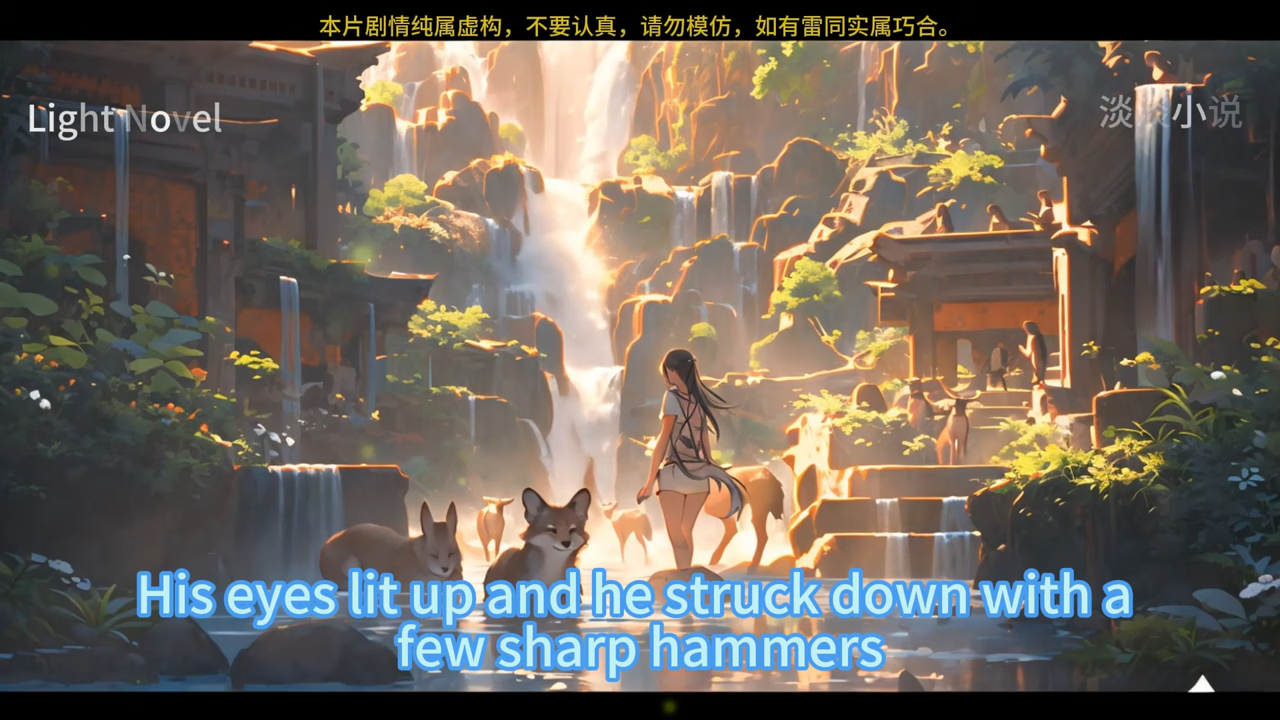 本片剧情纯属虚构，不要认真，请勿模仿，如有雷同实属巧合。
Light Novel
淡淡小说
His eyes lit up and he struck down with a
few sharp hammers